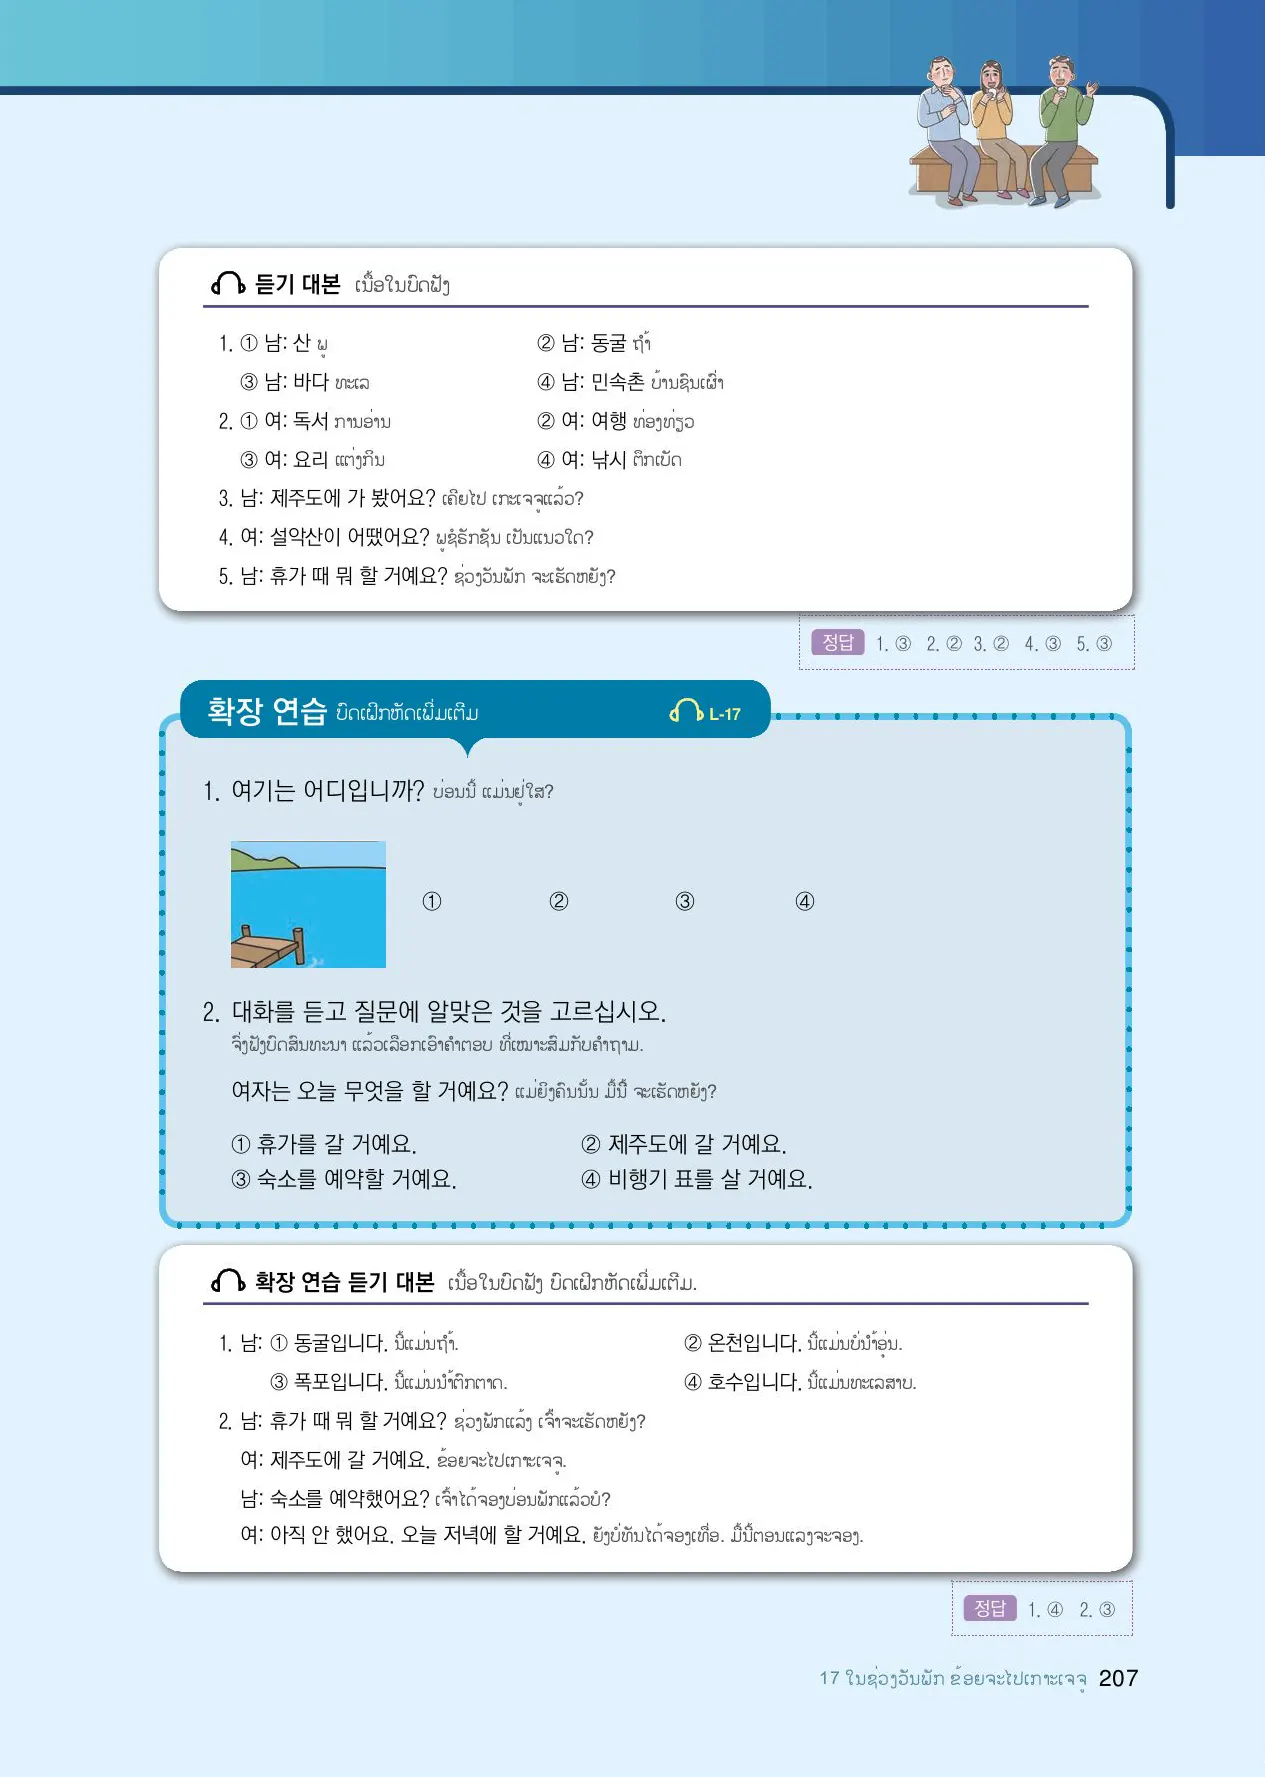 듣기 대본 ເນື້ອໃນບົດຟັງ
1. ① 남: 산 ພູ ② 남: 동굴 ຖ້ຳ
③ 남: 바다 ທະເລ ④ 남: 민속촌 ບ້ານຊົນເຜົ່າ
2. ① 여: 독서 ການອ່ານ ② 여: 여행 ທ່ອງທ່ຽວ
③ 여: 요리 ແຕ່ງກິນ ④ 여: 낚시 ຕຶກເບັດ
3. 남: 제주도에 가 봤어요? ເຄີຍໄປ ເກະເຈຈູແລ້ວ?
4. 여: 설악산이 어땠어요? ພູຊໍຣັກຊັນ ເປັນແນວໃດ?
5. 남: 휴가 때 뭐 할 거예요? ຊ່ວງວັນພັກ ຈະເຮັດຫຍັງ?
정답 1. ③ 2. ② 3. ② 4. ③ 5. ③
확장 연습 ບົດເຝິກຫັດເພີ່ມເຕີມ L-17
1. 여기는 어디입니까? ບ່ອນນີ້ ແມ່ນຢູ່ໃສ?
① ② ③ ④
2. 대화를 듣고 질문에 알맞은 것을 고르십시오.
ຈົ່ງຟັງບົດສົນທະນາ ແລ້ວເລືອກເອົາຄຳຕອບ ທີ່ເໝາະສົມກັບຄຳຖາມ.
여자는 오늘 무엇을 할 거예요? ແມ່ຍິງຄົນນັ້ນ ມື້ນີ້ ຈະເຮັດຫຍັງ?
① 휴가를 갈 거예요. ② 제주도에 갈 거예요.
③ 숙소를 예약할 거예요. ④ 비행기 표를 살 거예요.
확장 연습 듣기 대본 ເນື້ອໃນບົດຟັງ ບົດເຝິກຫັດເພີ່ມເຕີມ.
1. 남: ① 동굴입니다. ນີ້ແມ່ນຖ້ຳ. ② 온천입니다. ນີ້ແມ່ນບໍ່ນ້ຳອຸ່ນ.
③ 폭포입니다. ນີ້ແມ່ນນ້ຳຕົກຕາດ. ④ 호수입니다. ນີ້ແມ່ນທະເລສາບ.
2. 남: 휴가 때 뭐 할 거예요? ຊ່ວງພັກແລ້ງ ເຈົ້າຈະເຮັດຫຍັງ?
여: 제주도에 갈 거예요. ຂ້ອຍຈະໄປເກາະເຈຈູ.
남: 숙소를 예약했어요? ເຈົ້າໄດ້ຈອງບ່ອນພັກແລ້ວບໍ?
여: 아직 안 했어요. 오늘 저녁에 할 거예요. ຍັງບໍ່ທັນໄດ້ຈອງເທື່ອ. ມື້ນີ້ຕອນແລງຈະຈອງ.
정답 1. ④ 2. ③
17 ໃນຊ່ວງວັນພັກ ຂ້ອຍຈະໄປເກາະເຈຈູ 207